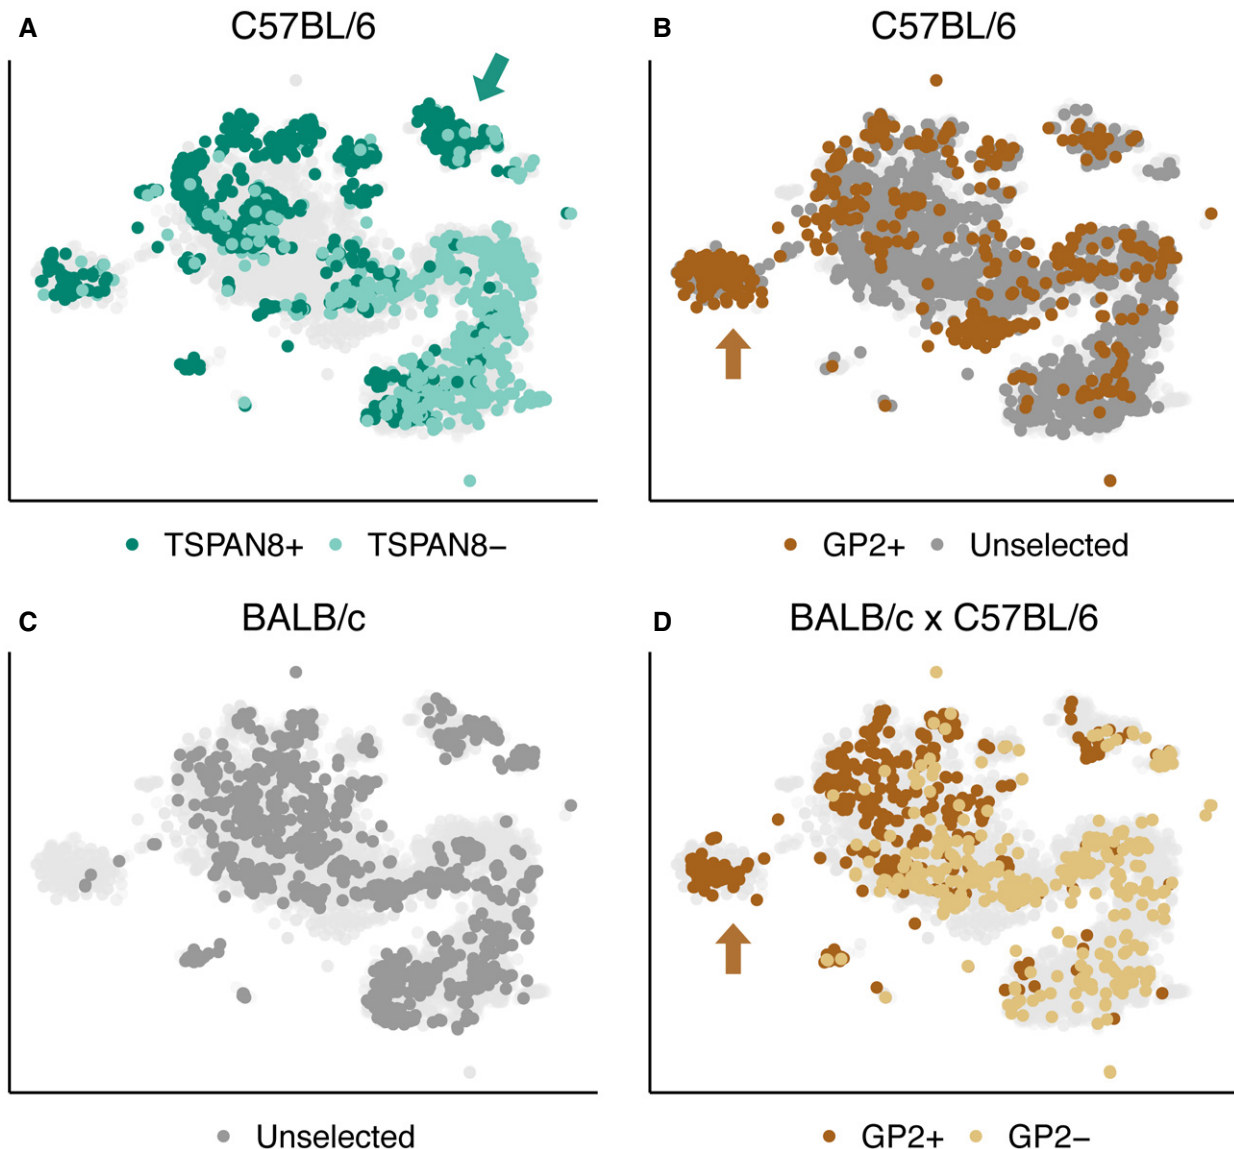 A
C57BL/6
TSPAN8+ TSPAN8−
B
C57BL/6
GP2+ Unselected
C
BALB/c
Unselected
D
BALB/c x C57BL/6
GP2+ GP2−